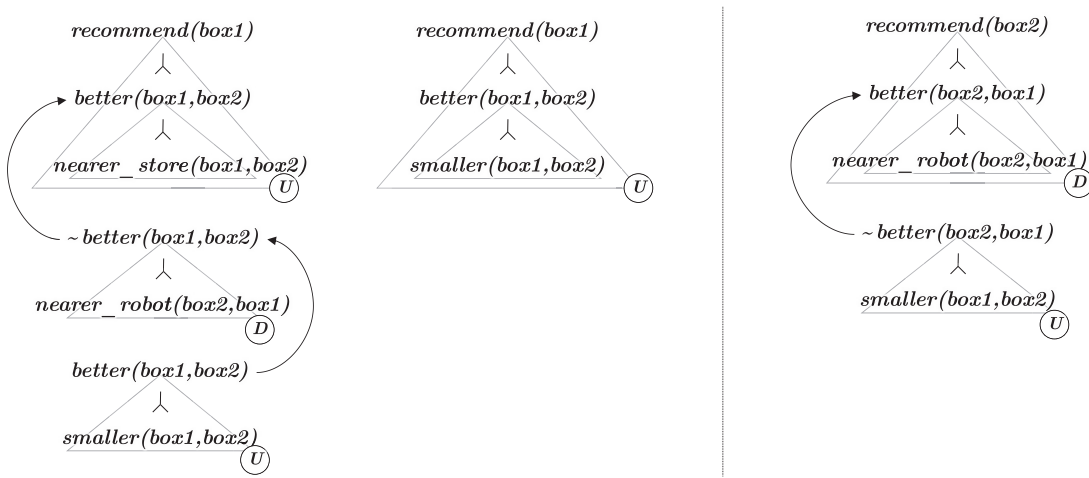 recommend(box1)
better(box1,box2)
nearer_store(box1,box2)
U
~better(box1,box2)
nearer_robot(box2,box1)
D
better(box1,box2)
smaller(box1,box2)
U
recommend(box1)
better(box1,box2)
smaller(box1,box2)
U
recommend(box2)
better(box2,box1)
nearer_robot(box2,box1)
D
~better(box2,box1)
smaller(box1,box2)
U